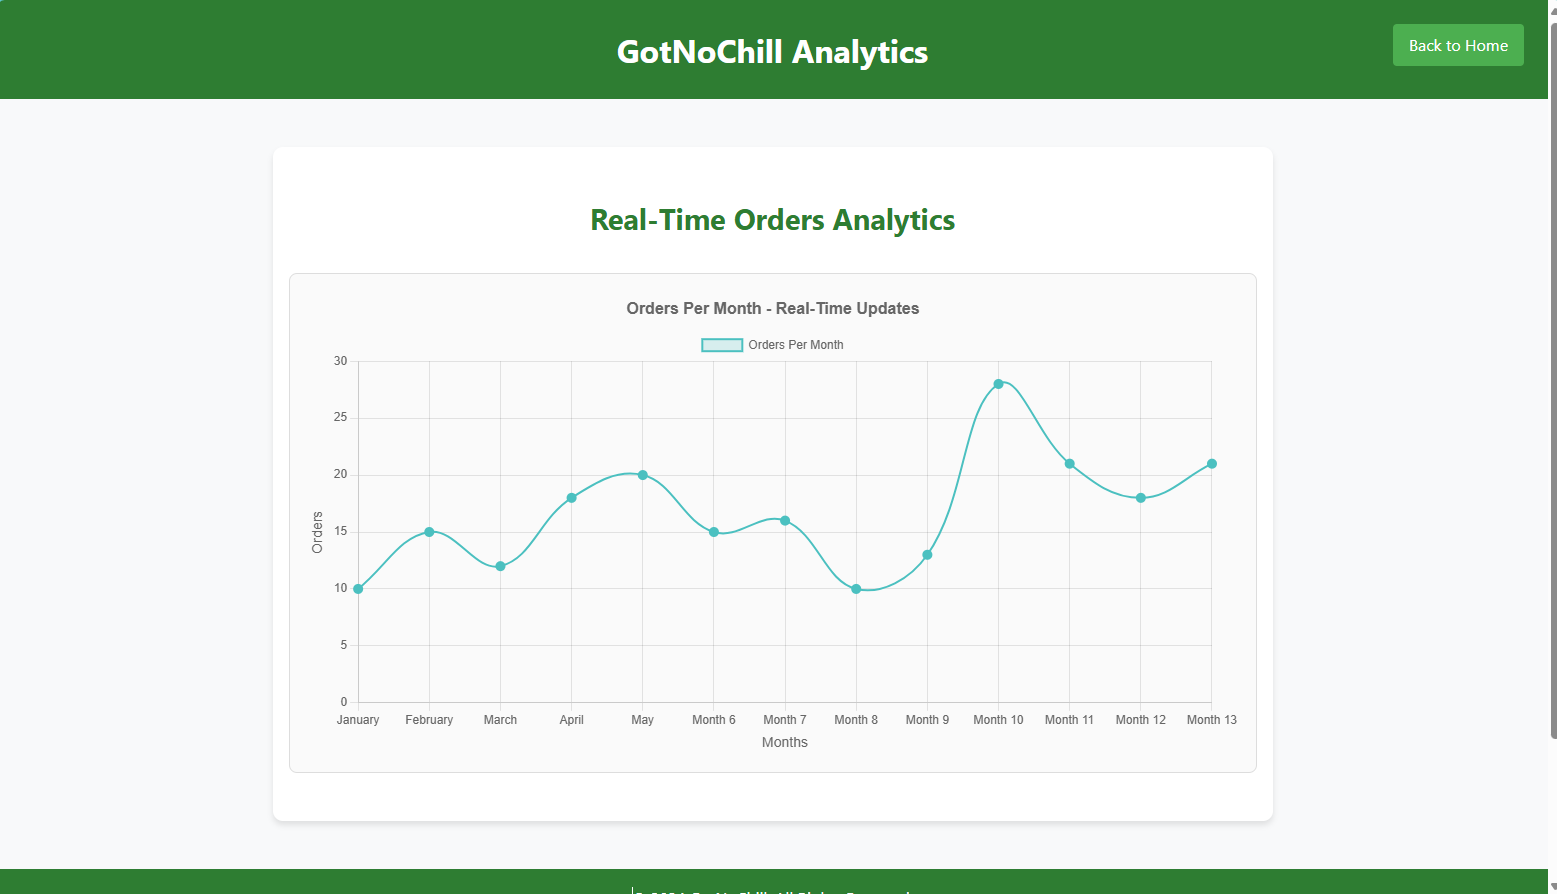 GotNoChill Analytics
Back to Home
Real-Time Orders Analytics
Orders Per Month - Real-Time Updates
Orders Per Month
30
25
20
15
10
5
0
Orders
January February March April May Month 6 Month 7 Month 8 Month 9 Month 10 Month 11 Month 12 Month 13
Months